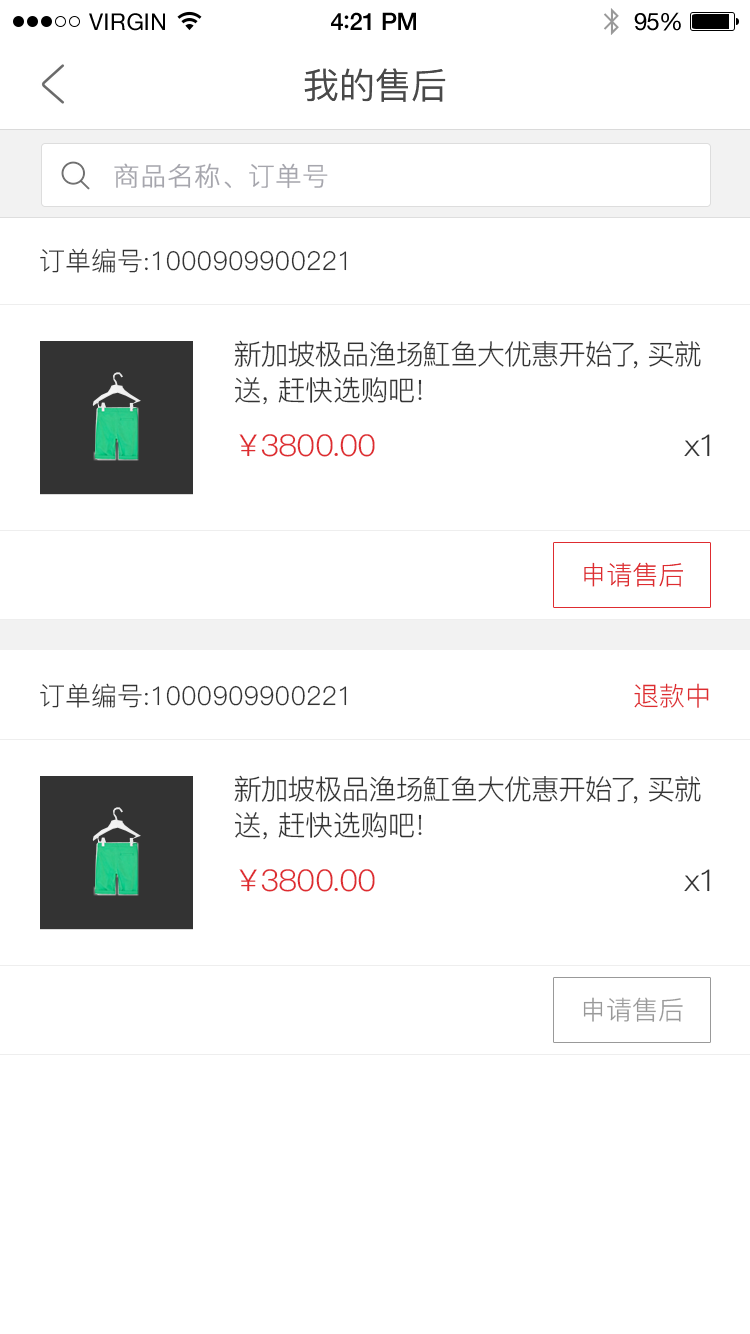 VIRGIN 4:21 PM 95%
我的售后
商品名称、订单号
订单编号:1000909900221
新加坡极品渔场魟鱼大优惠开始了, 买就
送, 赶快选购吧!
￥3800.00 x1
申请售后
订单编号:1000909900221 退款中
新加坡极品渔场魟鱼大优惠开始了, 买就
送, 赶快选购吧!
￥3800.00 x1
申请售后